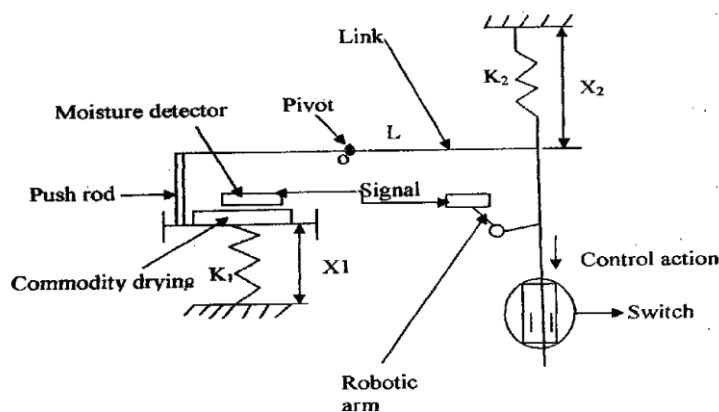 Link
K2
X2
Pivot
Moisture detector
L
o
Push rod
Signal
Commodity drying
K1
X1
Control action
Switch
Robotic
arm